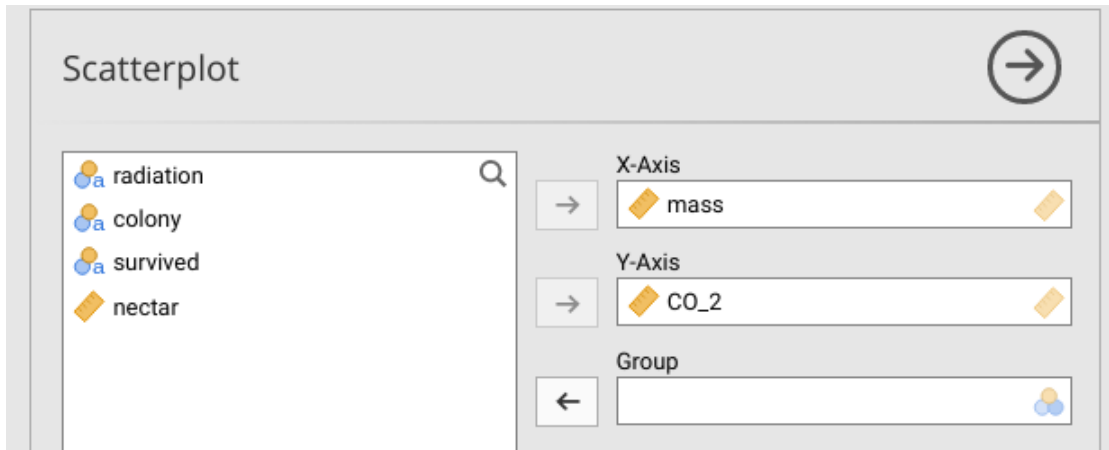 Scatterplot
radiation
colony
survived
nectar
X-Axis
mass
Y-Axis
CO_2
Group